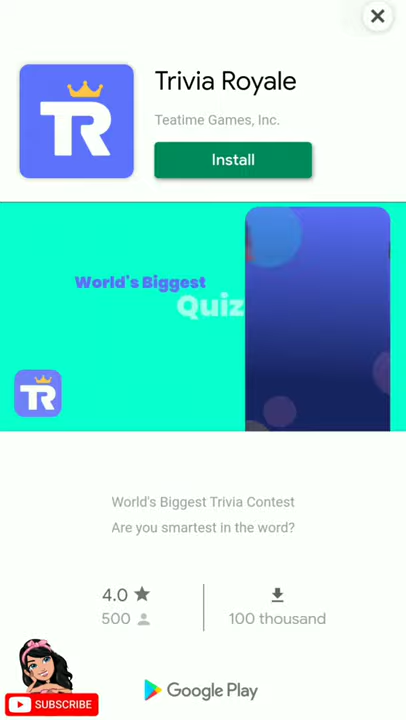 Trivia Royale
Teatime Games, Inc.
Install
TR
World's Biggest
Quiz
TR
World's Biggest Trivia Contest
Are you smartest in the word?
4.0
500
100 thousand
SUBSCRIBE
Google Play